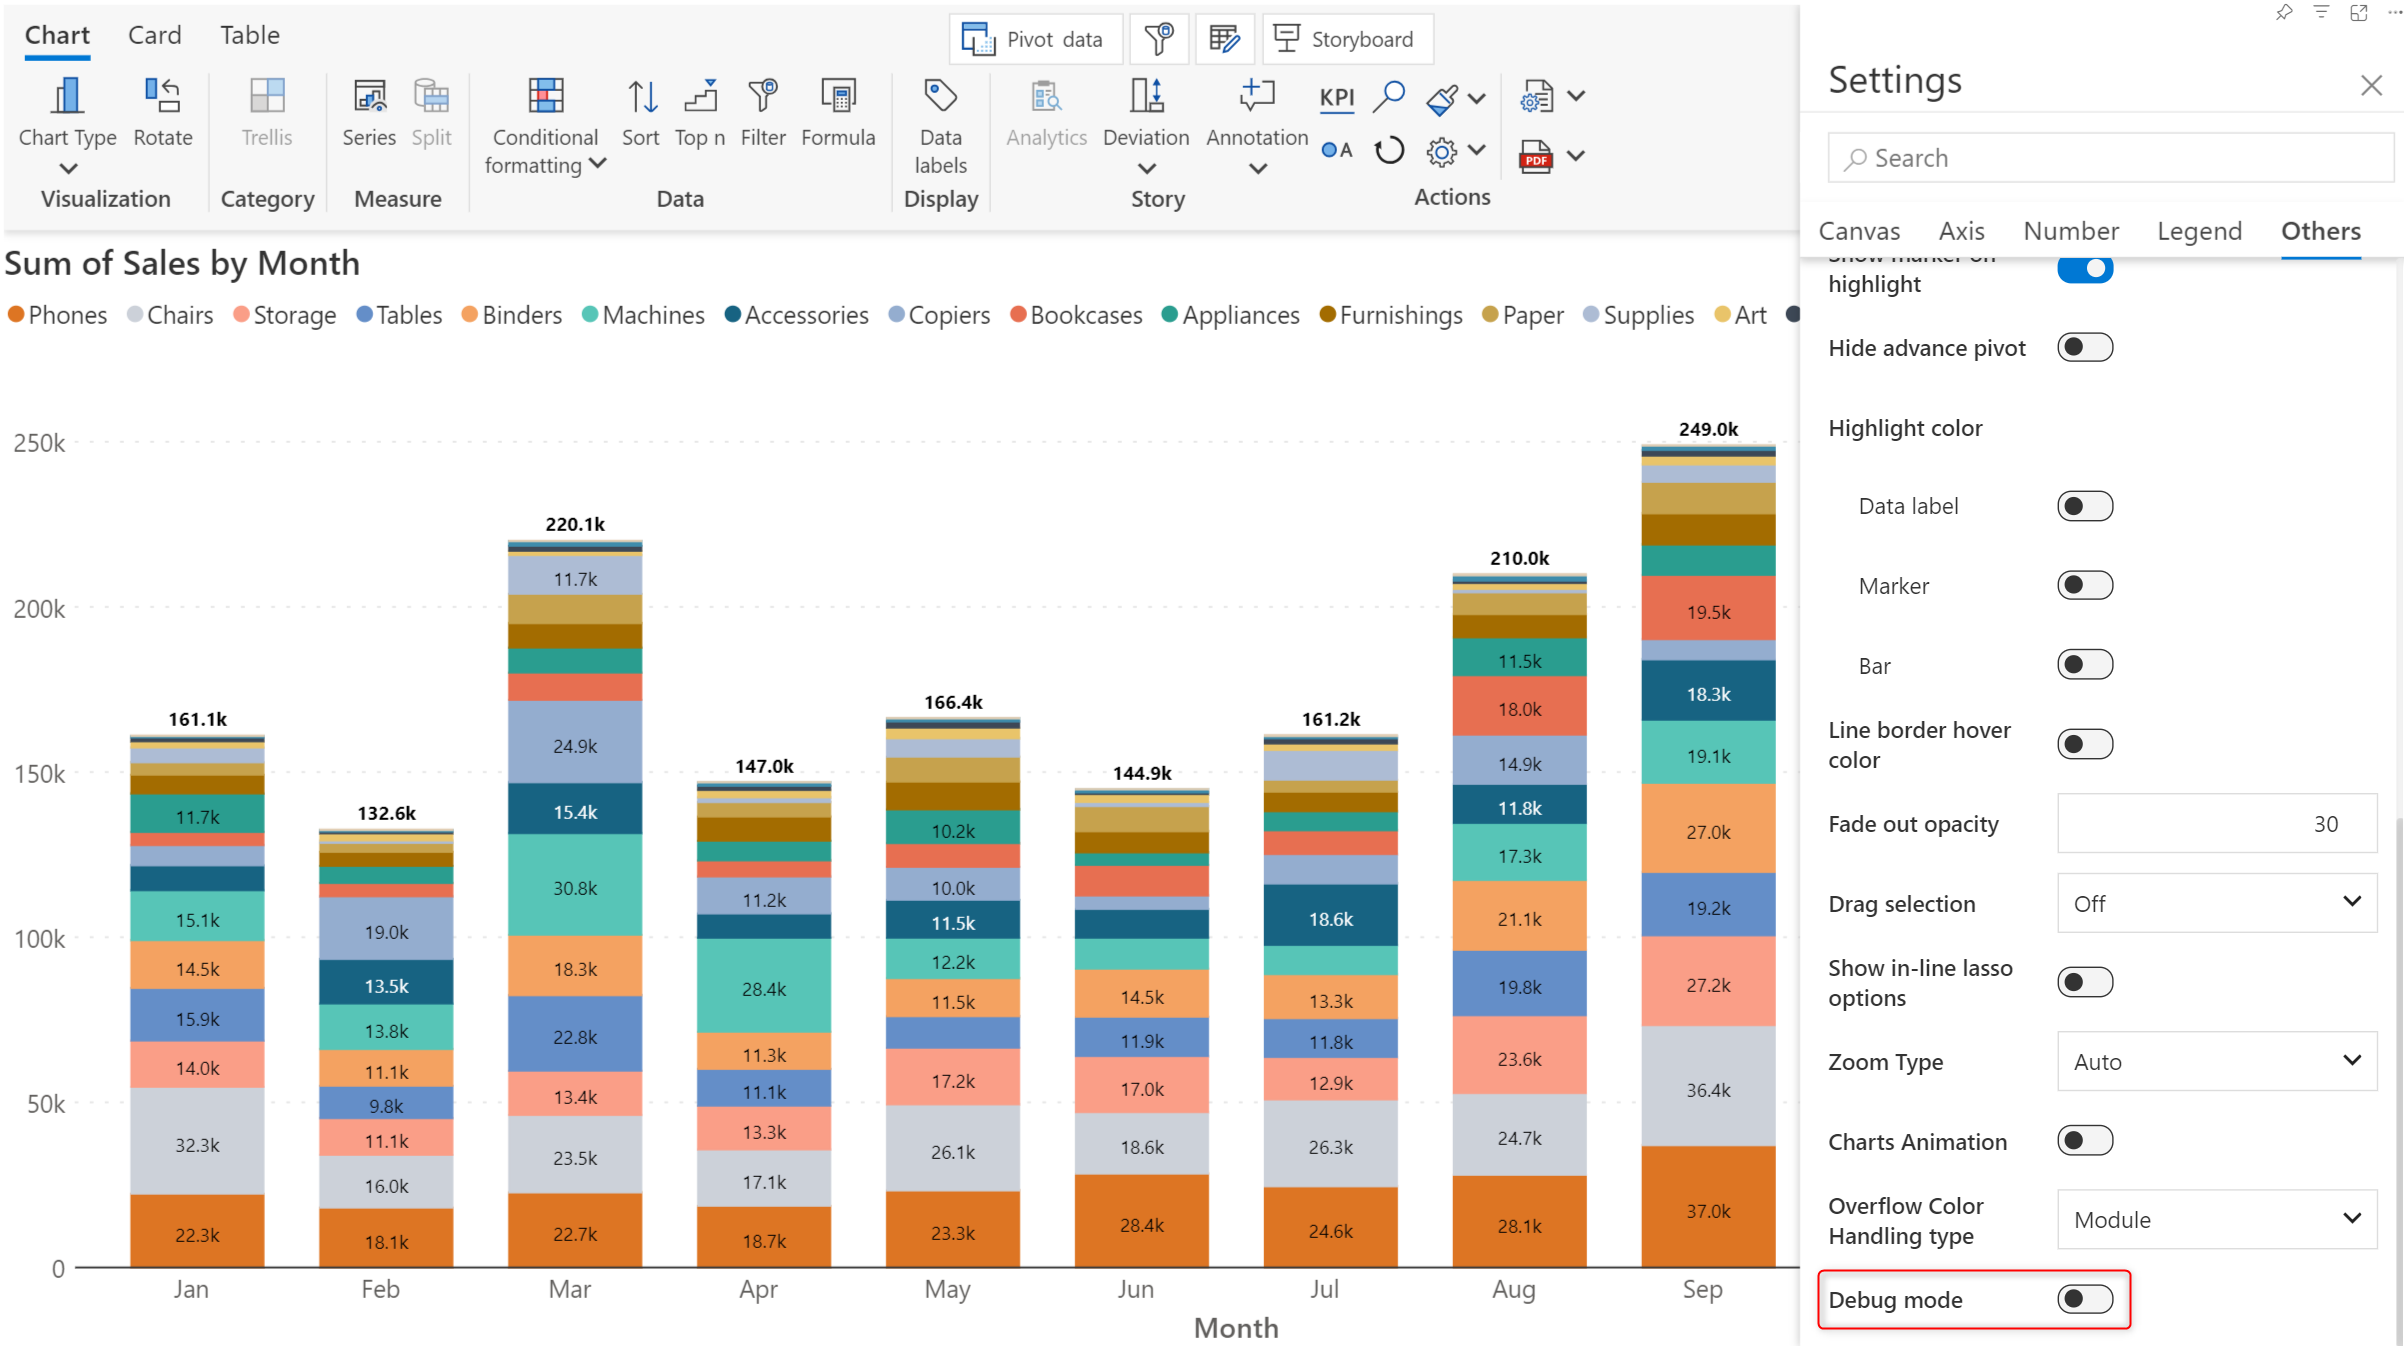 Chart Card Table
Pivot data Storyboard
Chart Type Rotate Trellis Series Split Conditional formatting Sort Top n Filter Formula Data labels Analytics Deviation Annotation KPI
A
PDF
Visualization Category Measure Data Display Story Actions
Sum of Sales by Month
Phones Chairs Storage Tables Binders Machines Accessories Copiers Bookcases Appliances Furnishings Paper Supplies Art
250k
200k
150k
100k
50k
0
161.1k
11.7k
15.1k
14.5k
15.9k
14.0k
32.3k
22.3k
132.6k
19.0k
13.5k
13.8k
11.1k
9.8k
11.1k
16.0k
18.1k
220.1k
11.7k
24.9k
15.4k
30.8k
18.3k
22.8k
13.4k
23.5k
22.7k
147.0k
11.2k
28.4k
11.3k
11.1k
13.3k
17.1k
18.7k
166.4k
10.2k
10.0k
11.5k
12.2k
11.5k
17.2k
26.1k
23.3k
144.9k
14.5k
11.9k
17.0k
18.6k
28.4k
161.2k
18.6k
13.3k
11.8k
12.9k
26.3k
24.6k
210.0k
11.5k
18.0k
14.9k
11.8k
17.3k
21.1k
19.8k
23.6k
24.7k
28.1k
249.0k
19.5k
18.3k
19.1k
27.0k
19.2k
27.2k
36.4k
37.0k
Jan Feb Mar Apr May Jun Jul Aug Sep
Month
Settings
Search
Canvas Axis Number Legend Others
Show marker on
highlight
Hide advance pivot
Highlight color
Data label
Marker
Bar
Line border hover
color
Fade out opacity 30
Drag selection Off
Show in-line lasso
options
Zoom Type Auto
Charts Animation
Overflow Color
Handling type Module
Debug mode